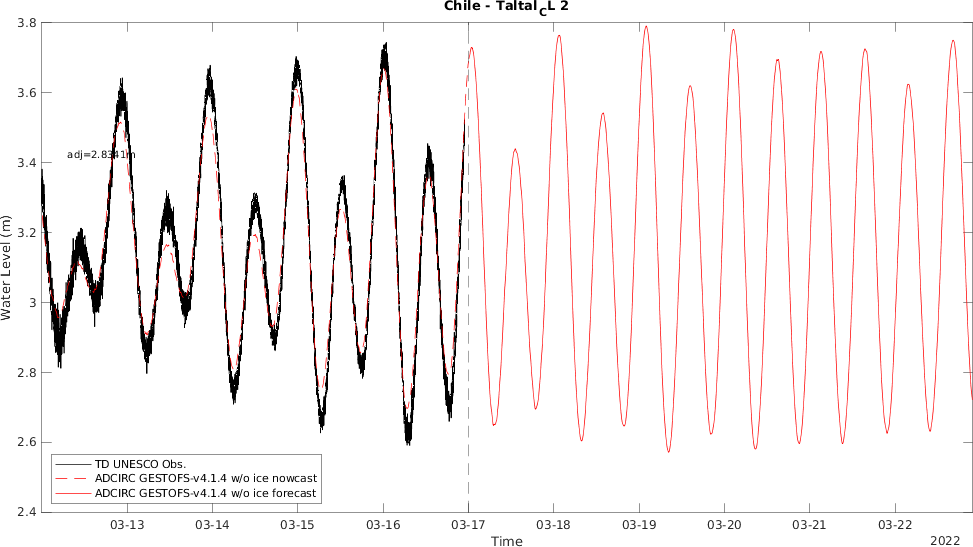 Chile - Taltal_CL 2
3.8
3.6
3.4
3.2
3
2.8
2.6
2.4
Water Level (m)
adj=2.8341m
TD UNESCO Obs.
ADCIRC GESTOFS-v4.1.4 w/o ice nowcast
ADCIRC GESTOFS-v4.1.4 w/o ice forecast
03-13 03-14 03-15 03-16 03-17 03-18 03-19 03-20 03-21 03-22
Time
2022